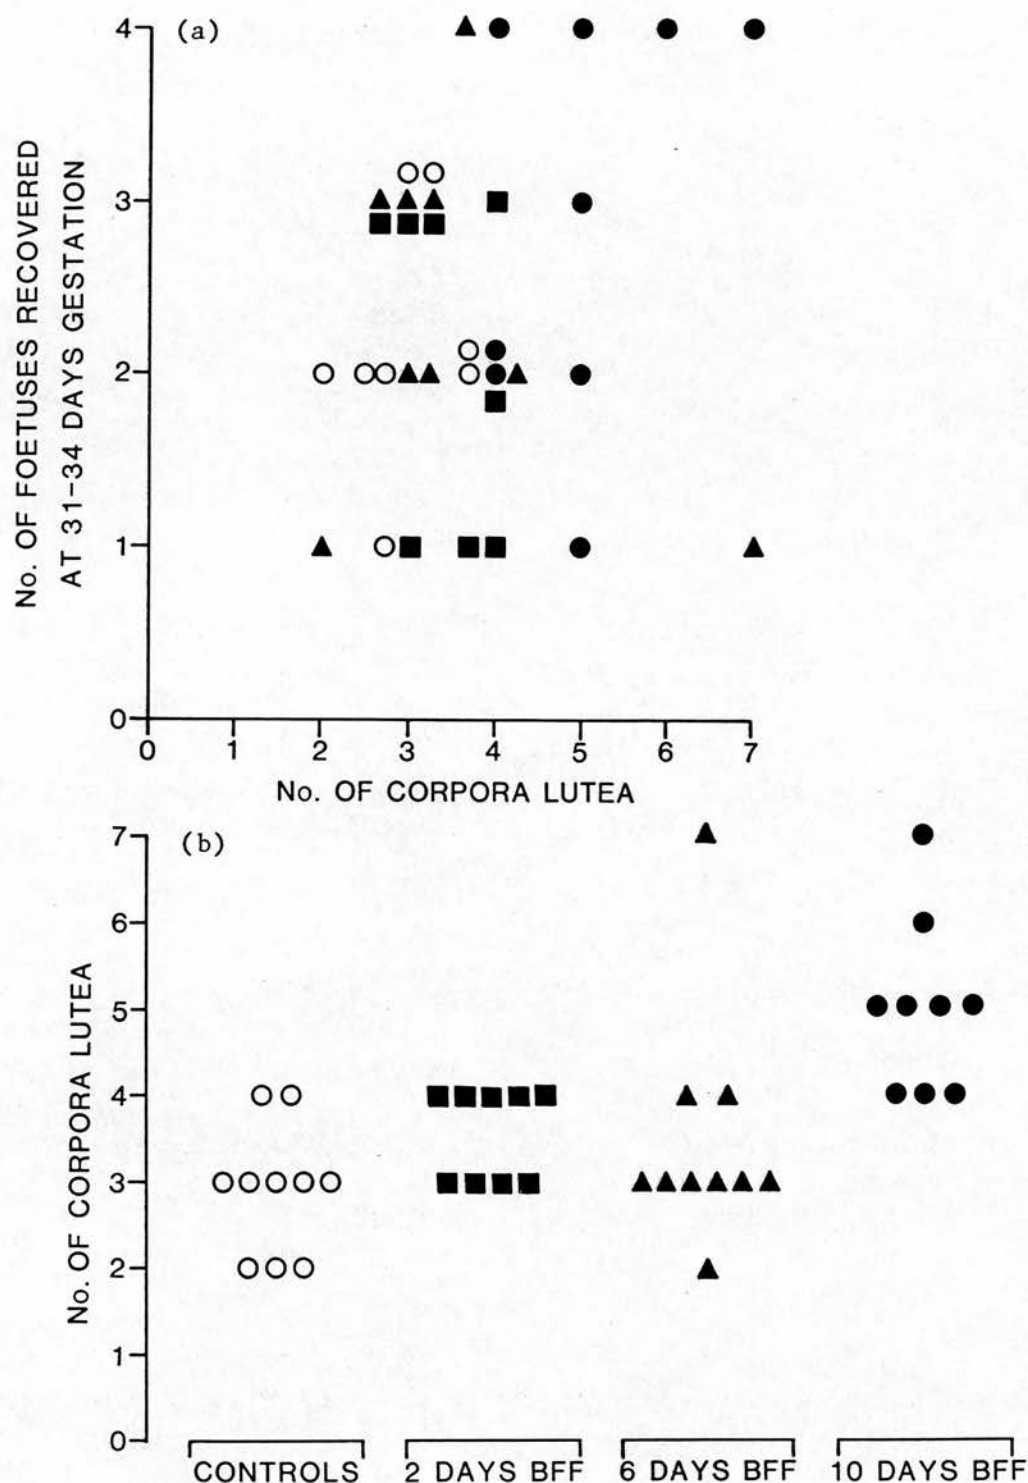 (a)
4
3
2
1
0
No. OF FOETUSES RECOVERED
AT 31-34 DAYS GESTATION
0 1 2 3 4 5 6 7
No. OF CORPORA LUTEA
(b)
7
6
5
4
3
2
1
0
No. OF CORPORA LUTEA
CONTROLS 2 DAYS BFF 6 DAYS BFF 10 DAYS BFF